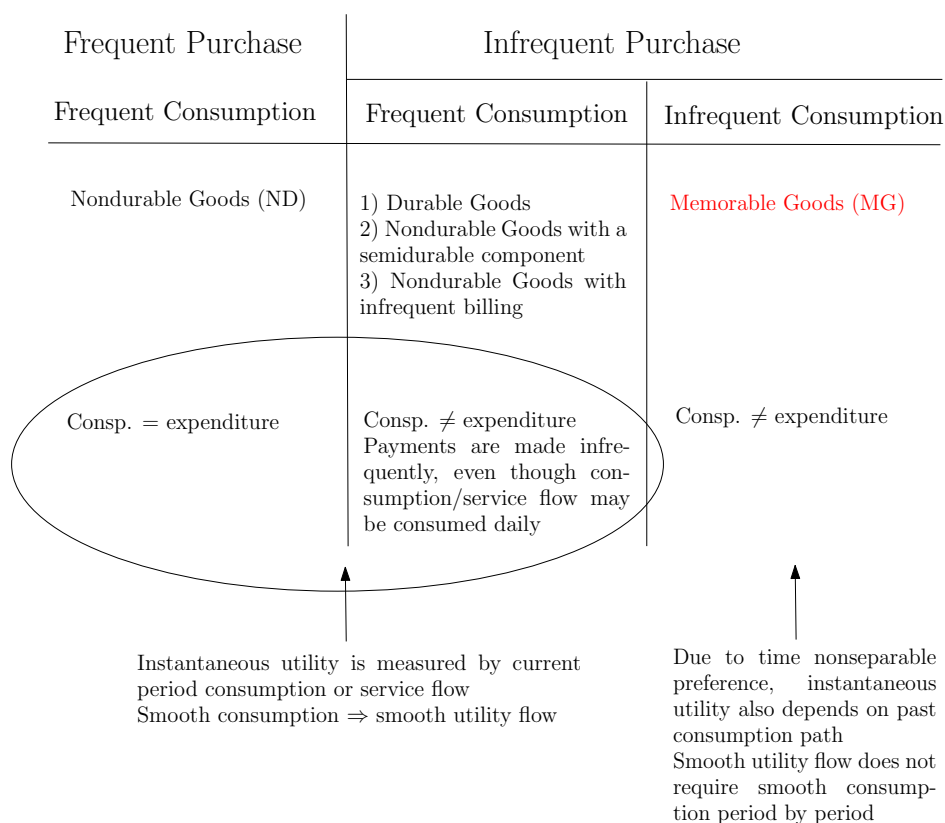 Frequent Purchase
Infrequent Purchase
Frequent Consumption
Frequent Consumption
Infrequent Consumption
Nondurable Goods (ND)
1) Durable Goods
2) Nondurable Goods with a
semidurable component
3) Nondurable Goods with
infrequent billing
Memorable Goods (MG)
Consp. = expenditure
Consp. ≠ expenditure
Payments are made infre-
quently, even though con-
sumption/service flow may
be consumed daily
Consp. ≠ expenditure
Instantaneous utility is measured by current
period consumption or service flow
Smooth consumption ⇒ smooth utility flow
Due to time nonseparable
preference, instantaneous
utility also depends on past
consumption path
Smooth utility flow does not
require smooth consump-
tion period by period